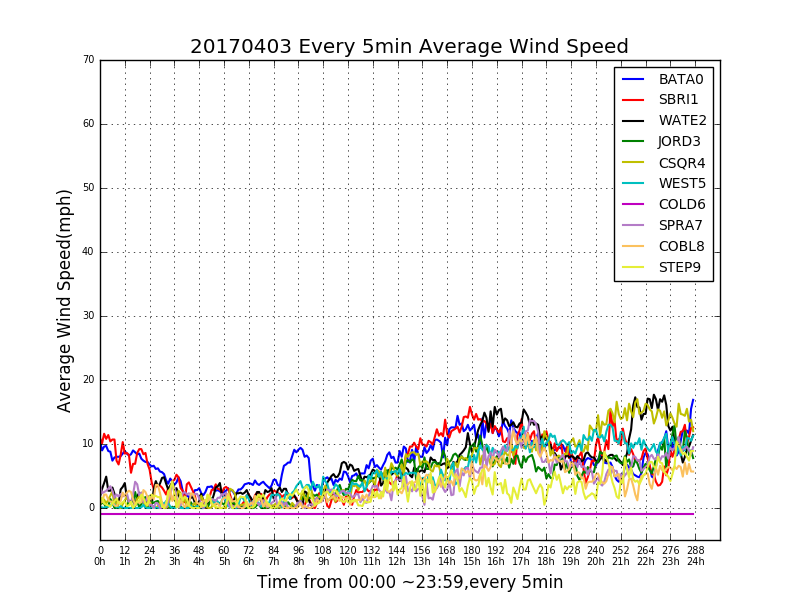 20170403 Every 5min Average Wind Speed
70
60
50
40
30
20
10
0
Average Wind Speed(mph)
BATA0
SBRI1
WATE2
JORD3
CSQR4
WEST5
COLD6
SPRA7
COBL8
STEP9
0 12 24 36 48 60 72 84 96 108 120 132 144 156 168 180 192 204 216 228 240 252 264 276 288
0h 1h 2h 3h 4h 5h 6h 7h 8h 9h 10h 11h 12h 13h 14h 15h 16h 17h 18h 19h 20h 21h 22h 23h 24h
Time from 00:00 ~23:59,every 5min